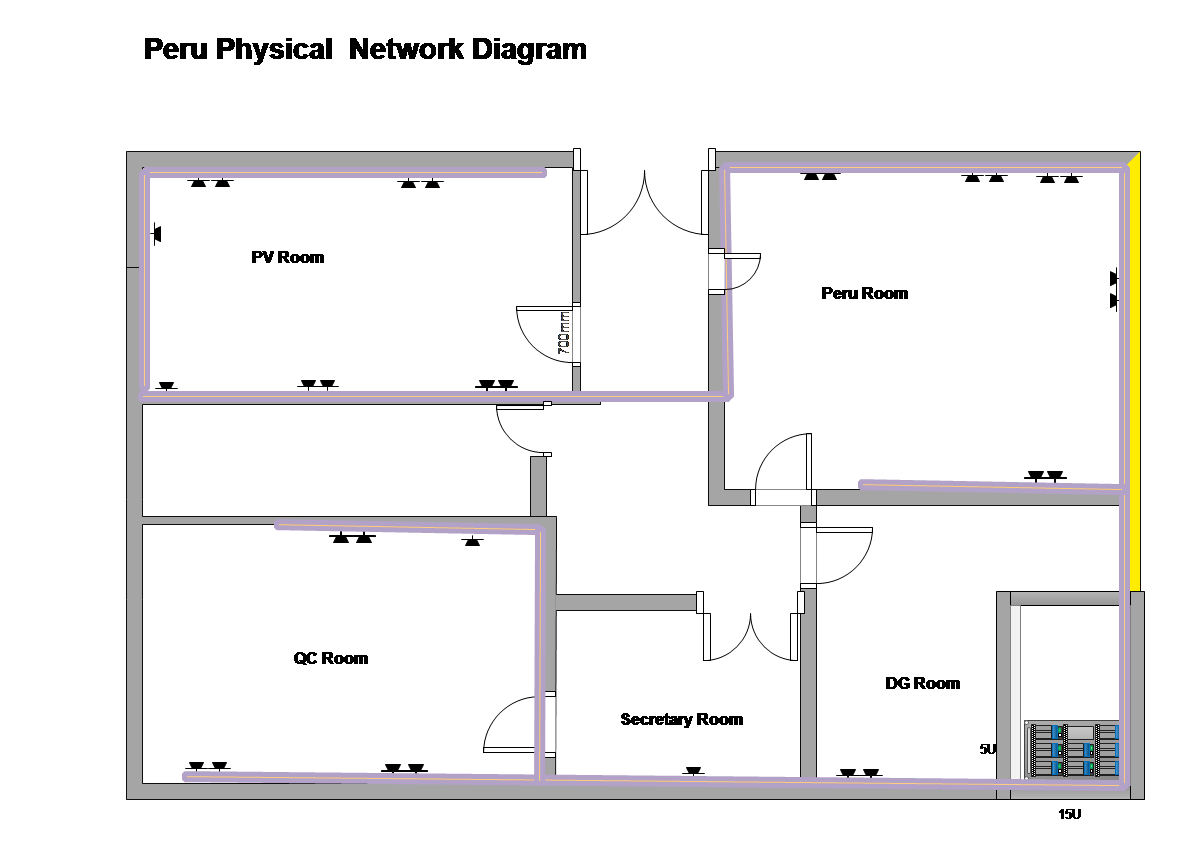 Peru Physical  Network Diagram
PV Room
Peru Room
700mm
QC Room
DG Room
Secretary Room
5U
15U